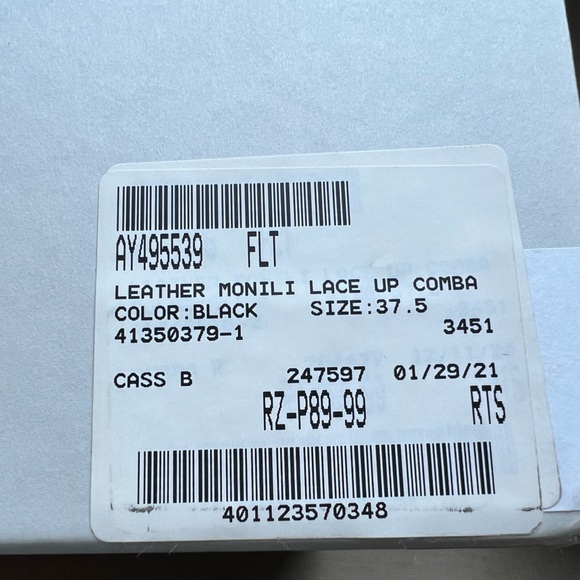 AY495539 FLT
LEATHER MONILI LACE UP COMBA
COLOR:BLACK SIZE:37.5
41350379-1 3451
CASS B 247597 01/29/21
RZ-P89-99 RTS
401123570348